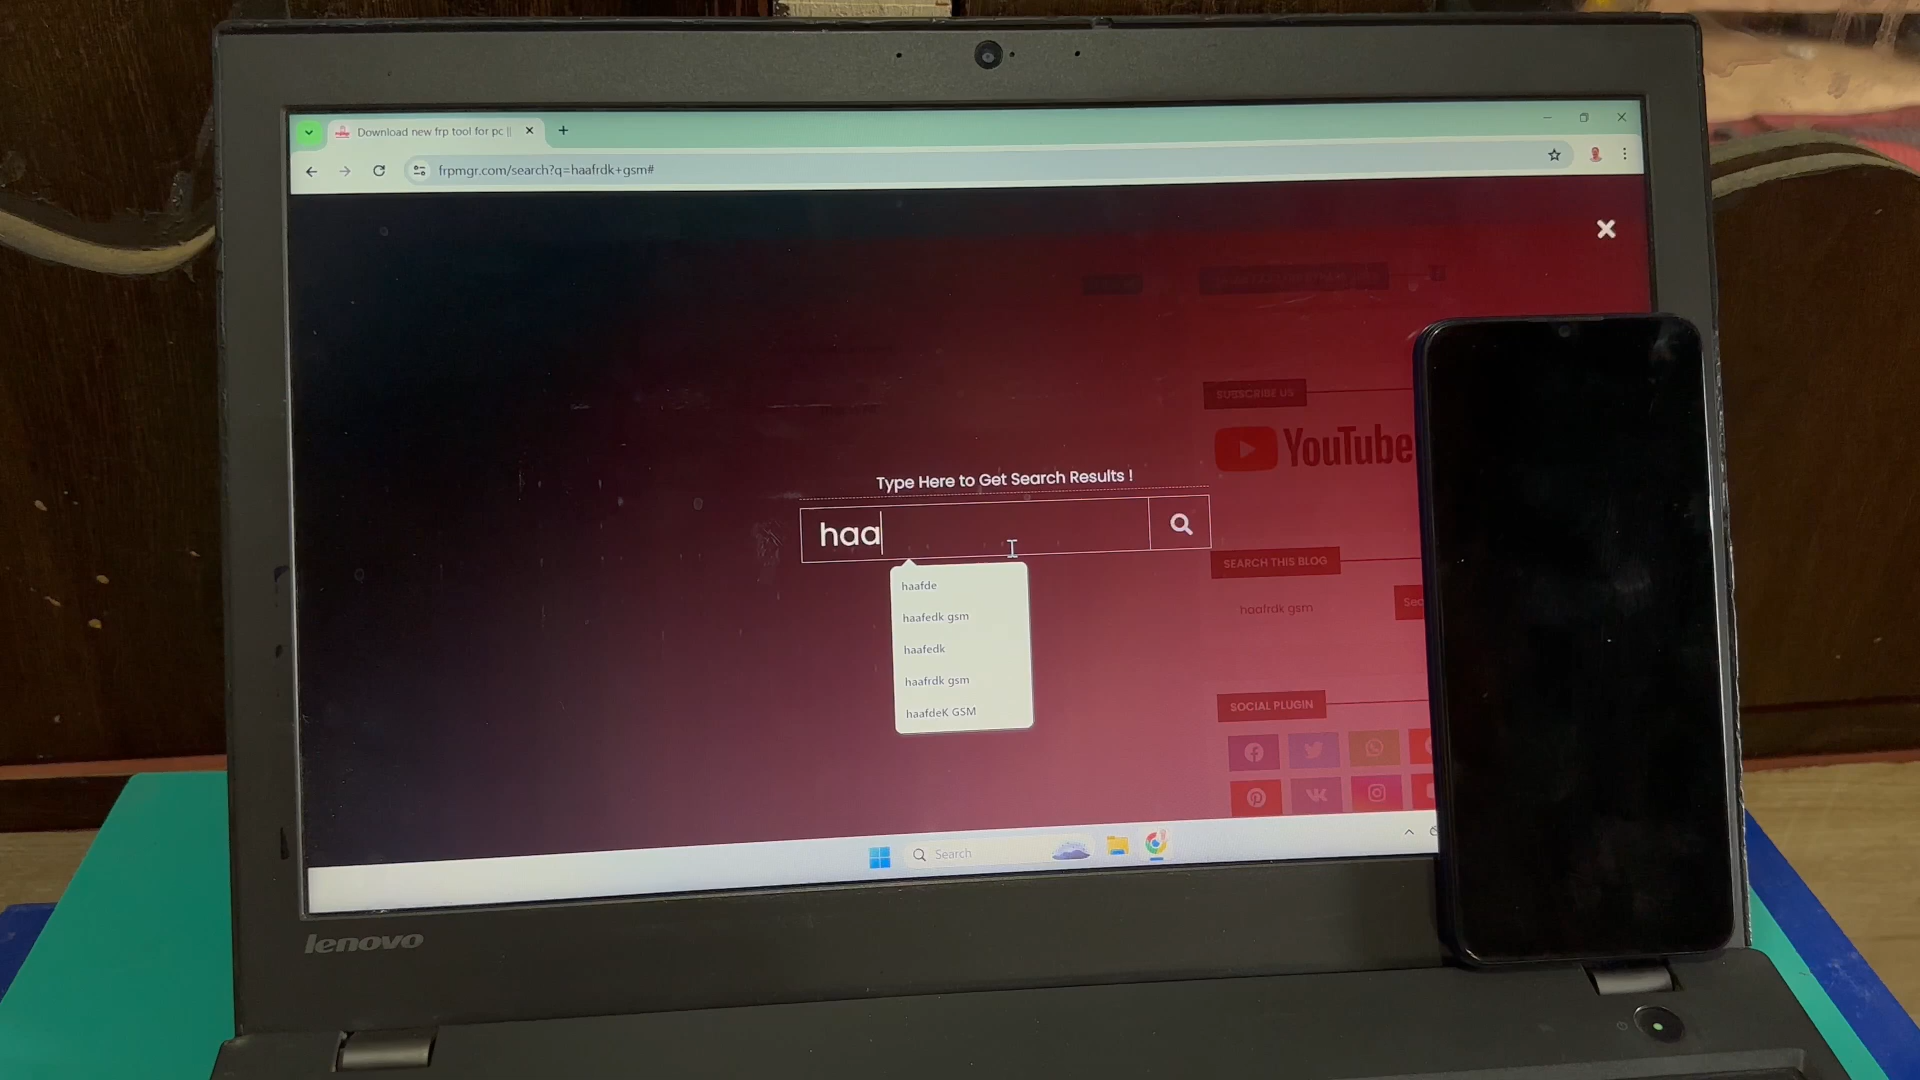 Download new frp tool for pc ||
frpmgr.com/search?q=haafrdk+gsm#
SUBSCRIBE US
YouTube
Type Here to Get Search Results !
haa
haafde
haafedk gsm
haafedk
haafrdk gsm
haafdeK GSM
SEARCH THIS BLOG
haafrdk gsm
SOCIAL PLUGIN
Search
lenovo